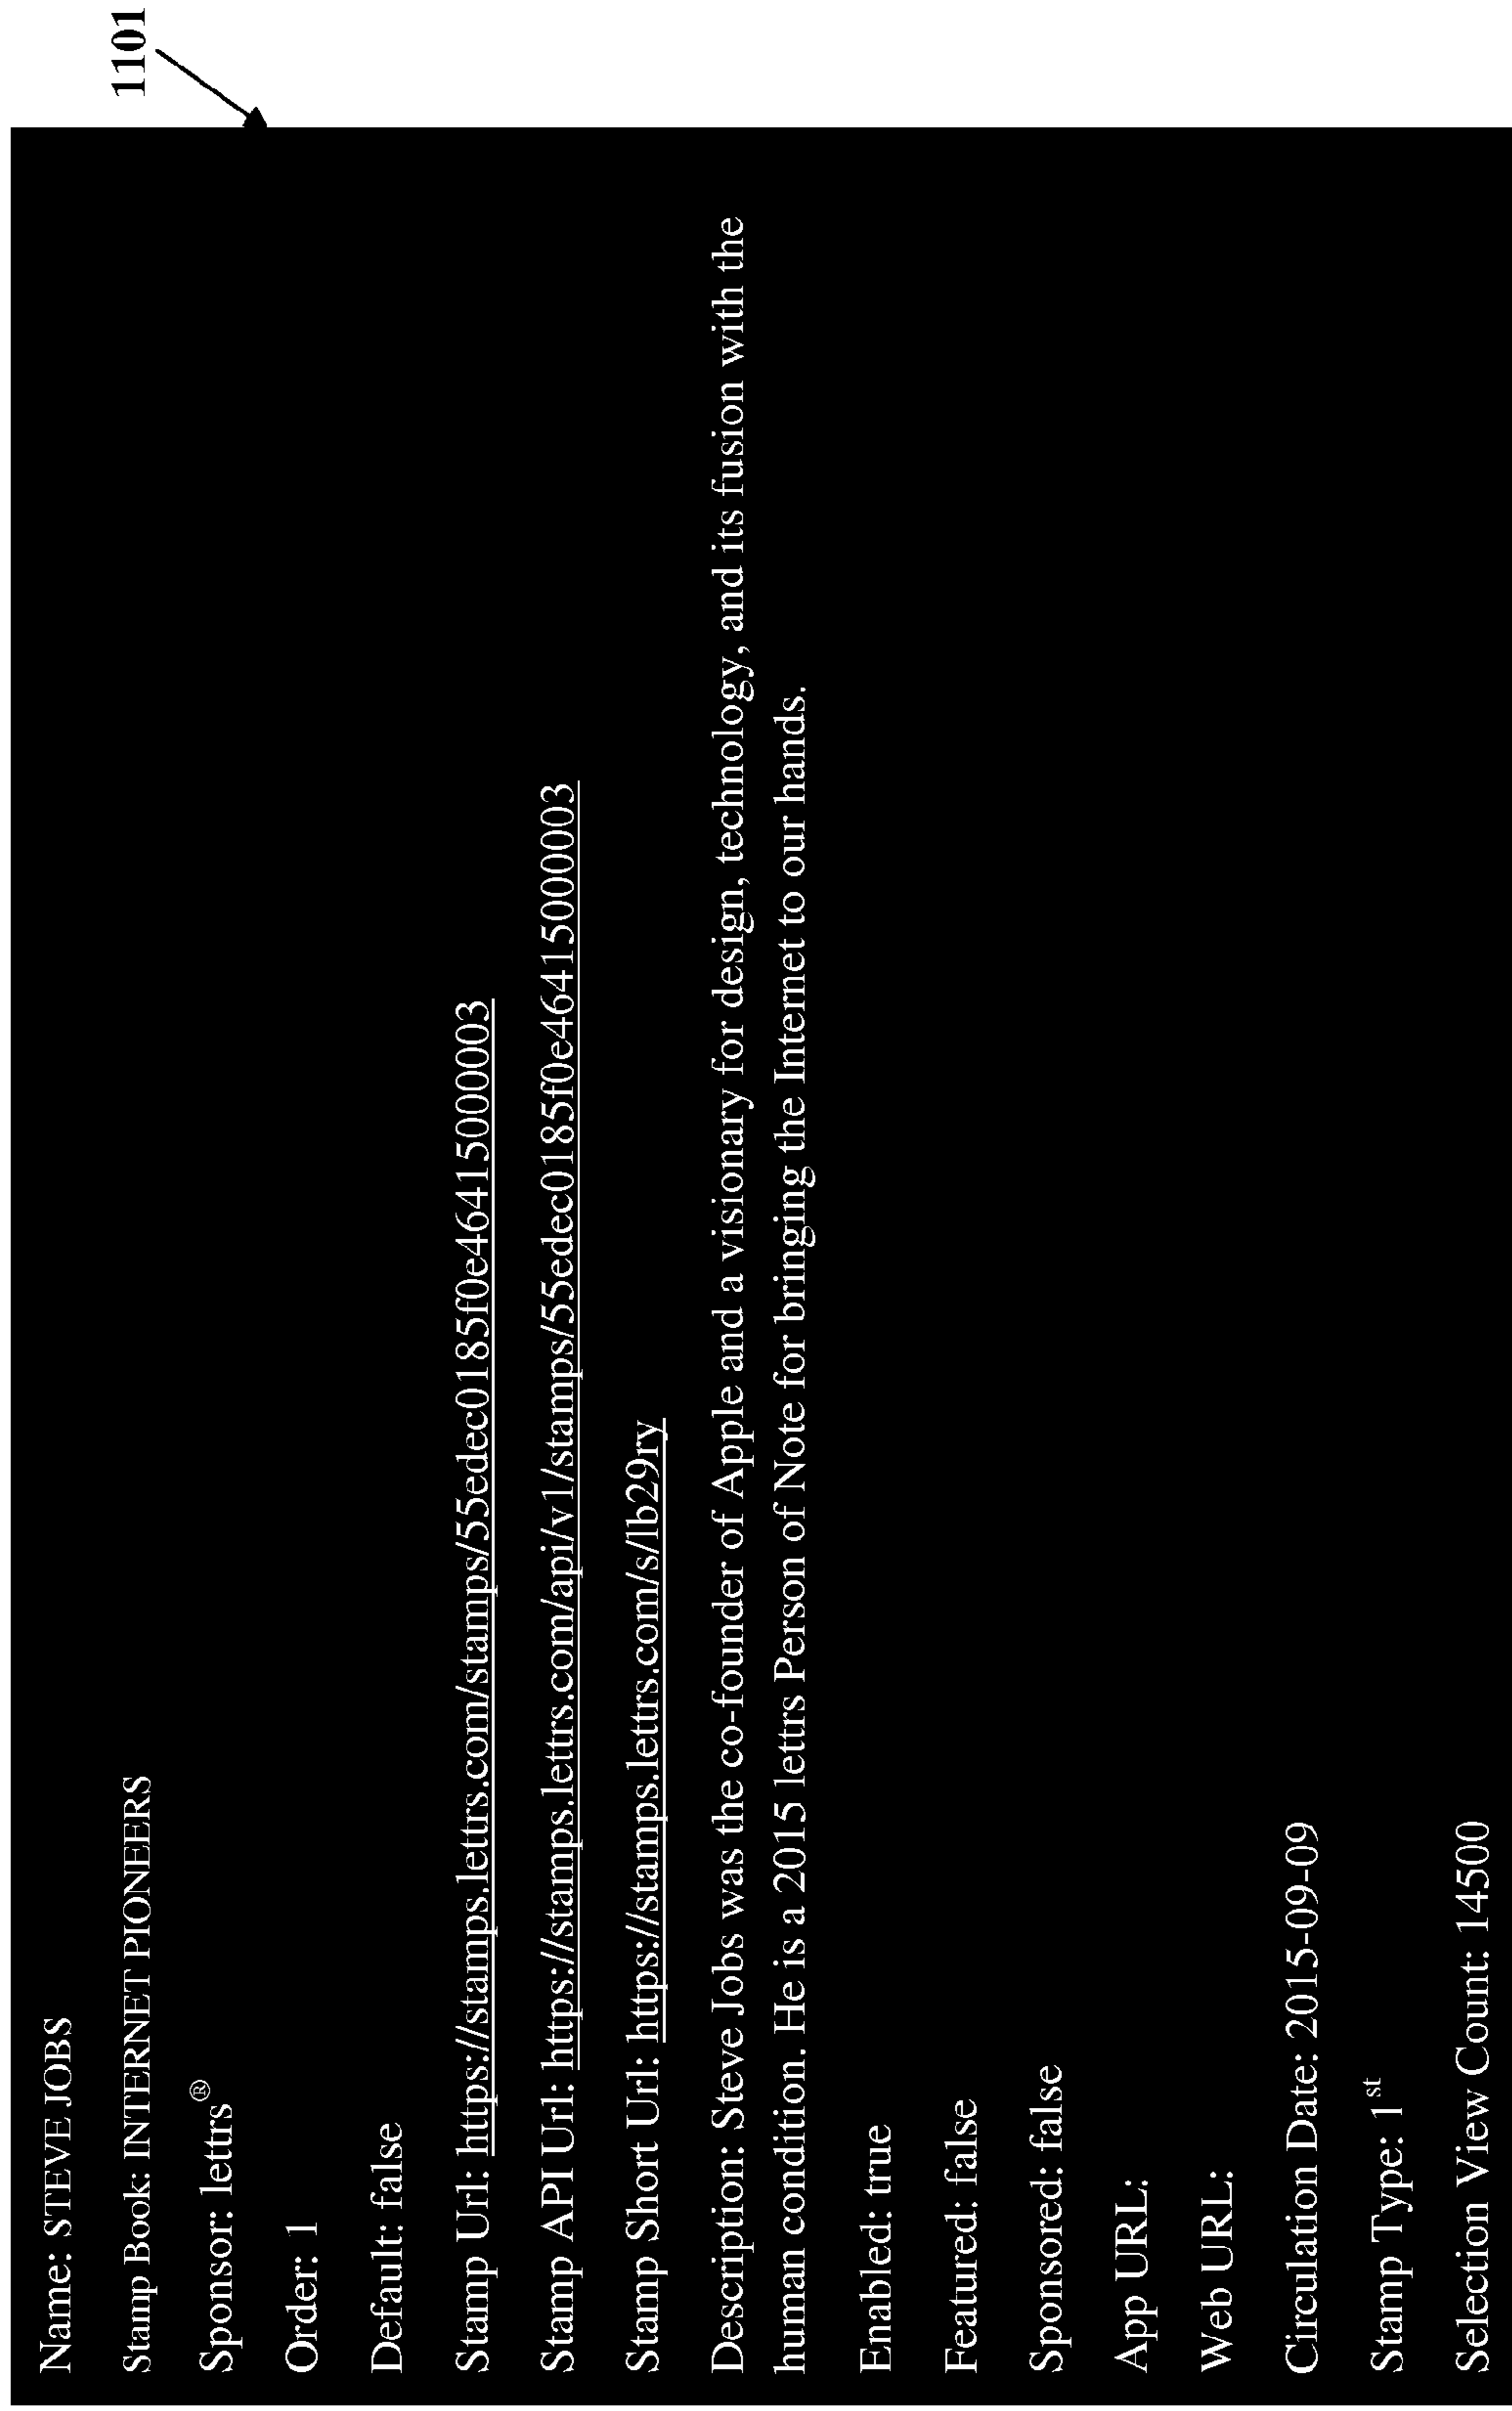 1101
Name: STEVE JOBS
Stamp Book: INTERNET PIONEERS
Sponsor: lettrs®
Order: 1
Default: false
Stamp Url: https://stamps.lettrs.com/stamps/55edec0185f0e46415000003
Stamp API Url: https://stamps.lettrs.com/api/v1/stamps/55edec0185f0e46415000003
Stamp Short Url: https://stamps.lettrs.com/s/lb29ry
Description: Steve Jobs was the co-founder of Apple and a visionary for design, technology, and its fusion with the
human condition. He is a 2015 lettrs Person of Note for bringing the Internet to our hands.
Enabled: true
Featured: false
Sponsored: false
App URL:
Web URL:
Circulation Date: 2015-09-09
Stamp Type: 1st
Selection View Count: 14500